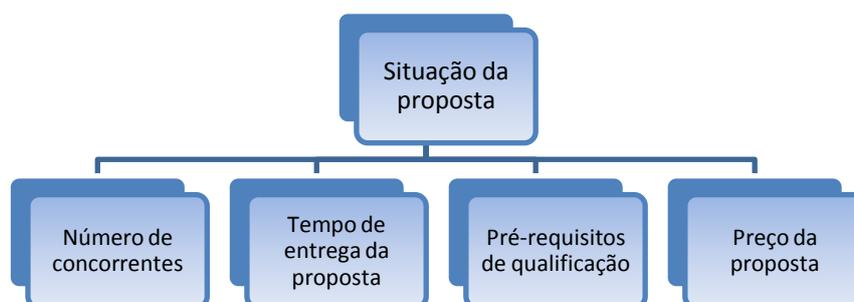 Situação da
proposta
Número de
concorrentes
Tempo de
entrega da
proposta
Pré-requisitos
de qualificação
Preço da
proposta